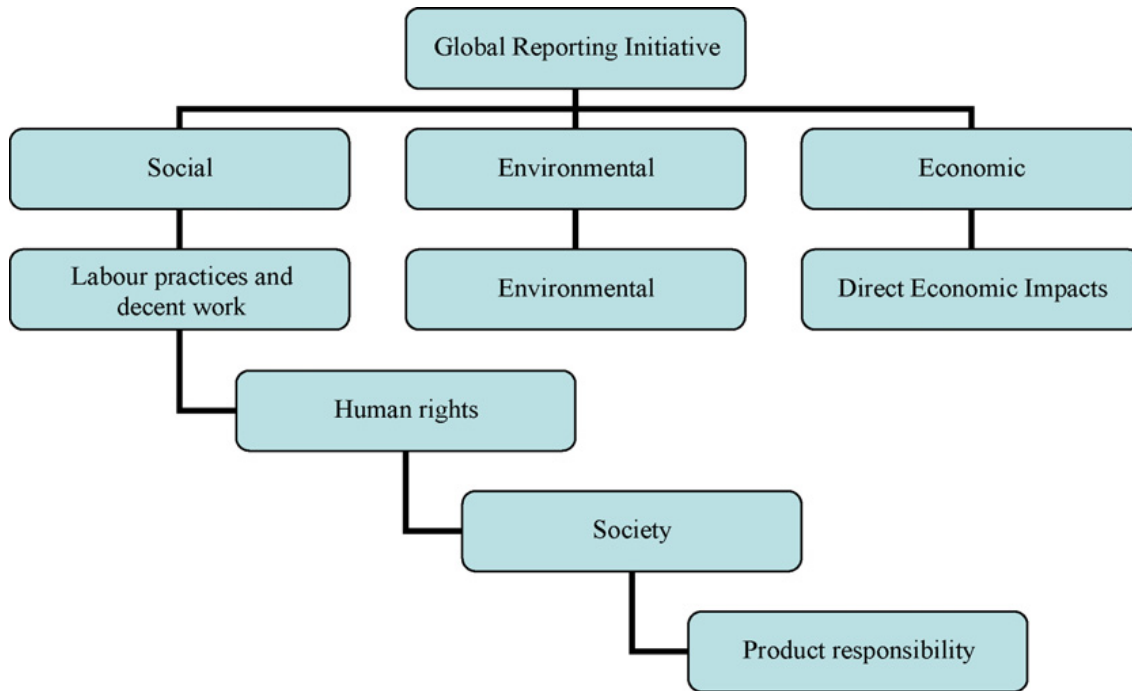 Global Reporting Initiative
Social
Environmental
Economic
Labour practices and
decent work
Environmental
Direct Economic Impacts
Human rights
Society
Product responsibility